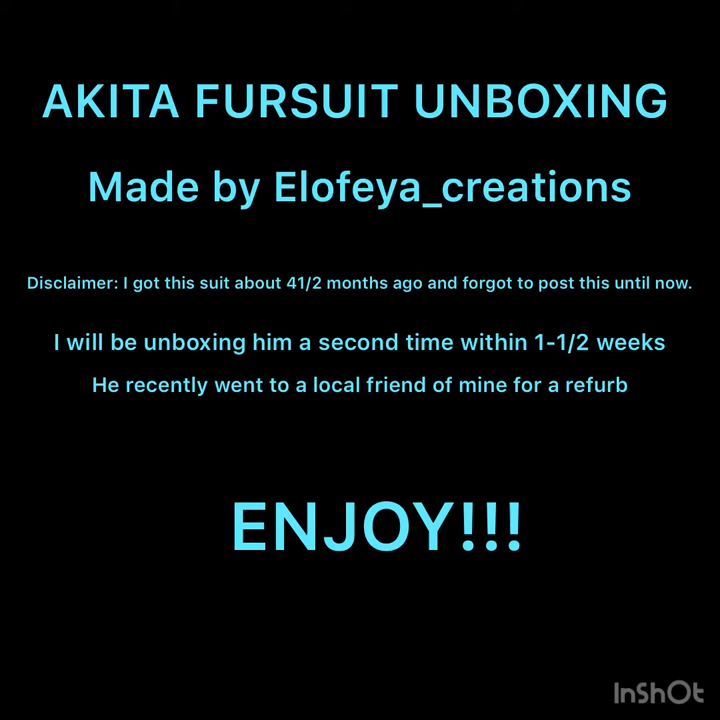 AKITA FURSUIT UNBOXING
Made by Elofeya_creations
Disclaimer: I got this suit about 41/2 months ago and forgot to post this until now.
I will be unboxing him a second time within 1-1/2 weeks
He recently went to a local friend of mine for a refurb
ENJOY!!!
InShOt